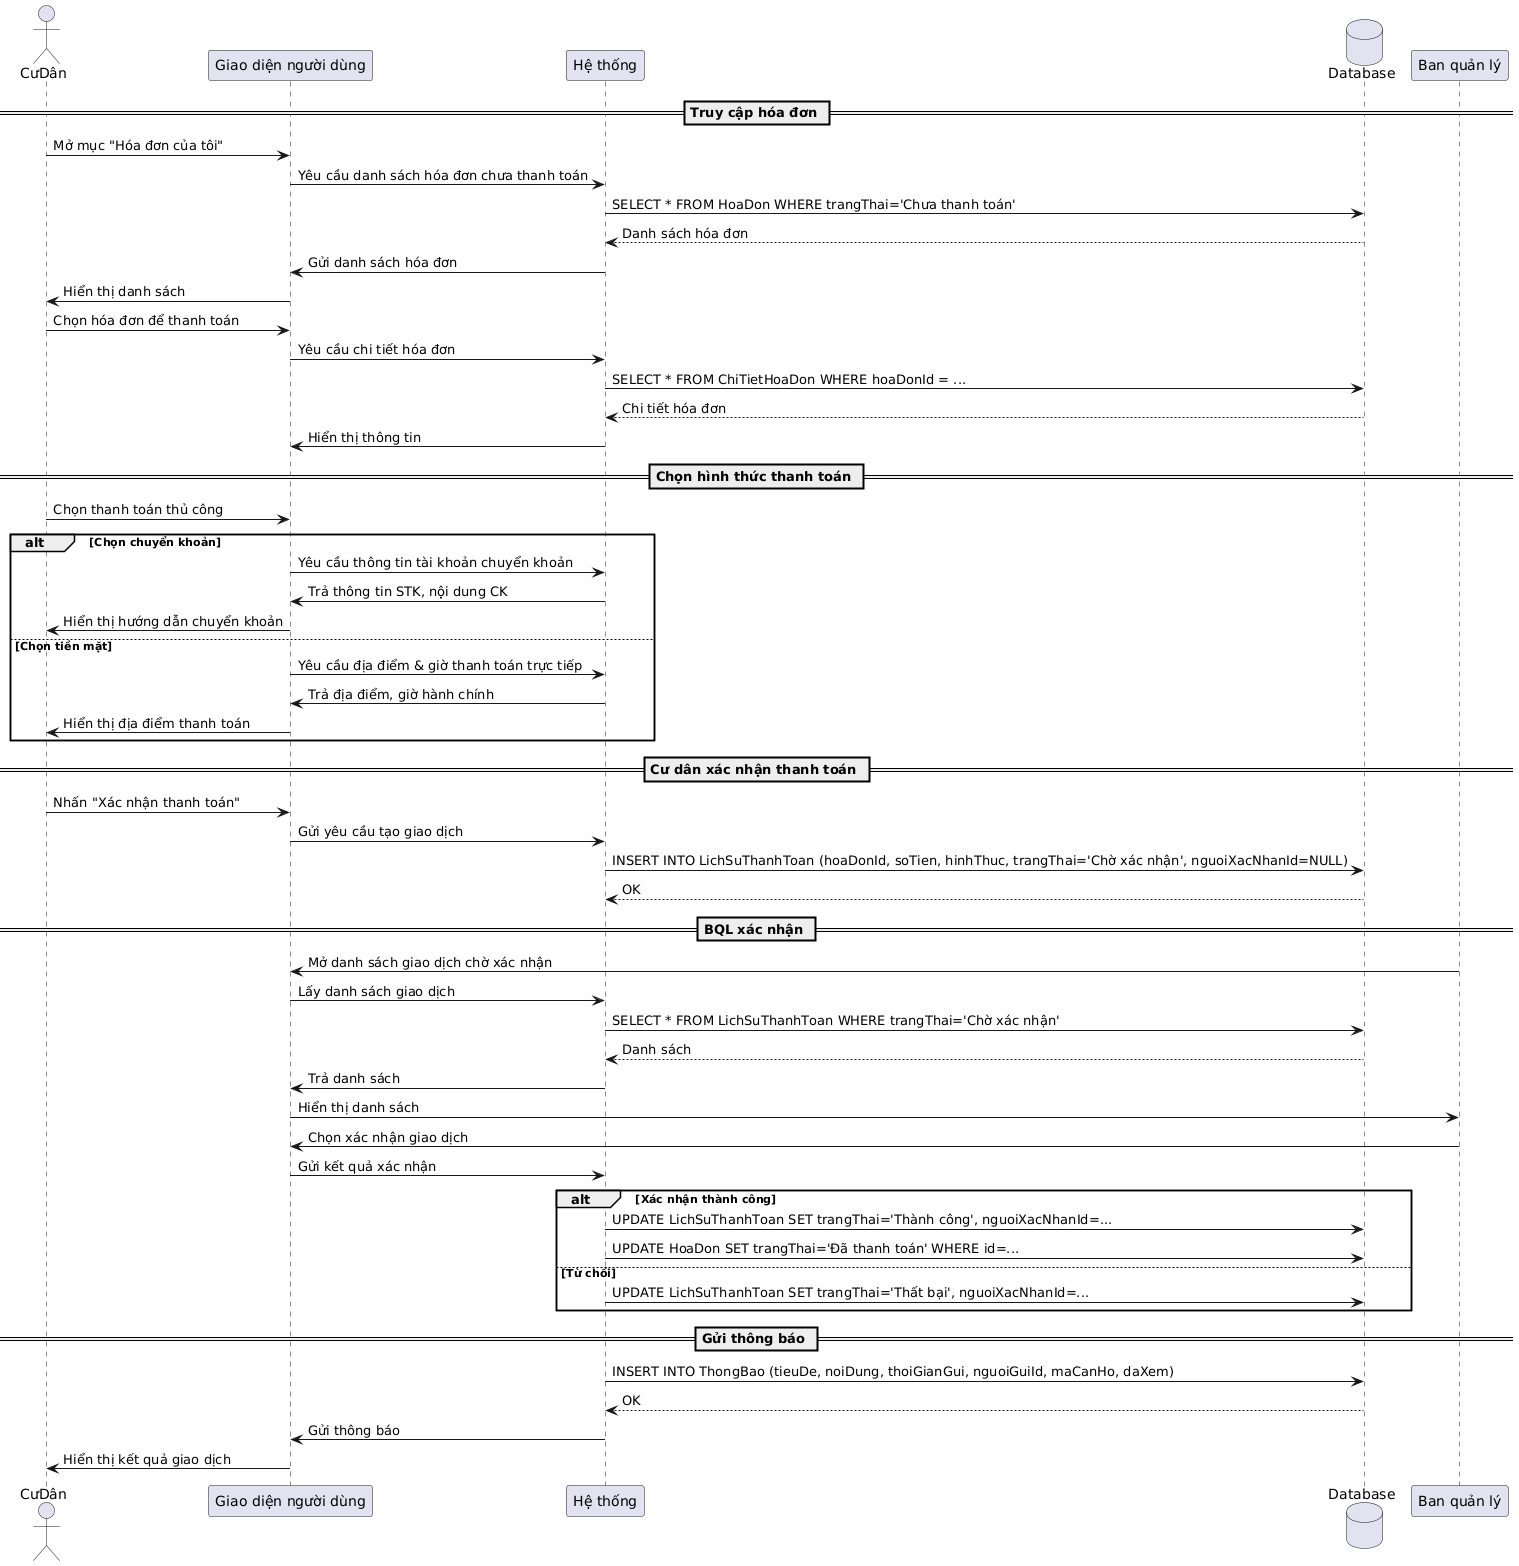 CưDân
Giao diện người dùng
Hệ thống
Database
Ban quản lý
Truy cập hóa đơn
Mở mục "Hóa đơn của tôi"
Yêu cầu danh sách hóa đơn chưa thanh toán
SELECT * FROM HoaDon WHERE trangThai='Chưa thanh toán'
Danh sách hóa đơn
Gửi danh sách hóa đơn
Hiển thị danh sách
Chọn hóa đơn để thanh toán
Yêu cầu chi tiết hóa đơn
SELECT * FROM ChiTietHoaDon WHERE hoaDonId = ...
Chi tiết hóa đơn
Hiển thị thông tin
Chọn hình thức thanh toán
Chọn thanh toán thủ công
alt [Chọn chuyển khoản]
Yêu cầu thông tin tài khoản chuyển khoản
Trả thông tin STK, nội dung CK
Hiển thị hướng dẫn chuyển khoản
[Chọn tiền mặt]
Yêu cầu địa điểm & giờ thanh toán trực tiếp
Trả địa điểm, giờ hành chính
Hiển thị địa điểm thanh toán
Cư dân xác nhận thanh toán
Nhấn "Xác nhận thanh toán"
Gửi yêu cầu tạo giao dịch
INSERT INTO LichSuThanhToan (hoaDonId, soTien, hinhThuc, trangThai='Chờ xác nhận', nguoiXacNhanId=NULL)
OK
BQL xác nhận
Mở danh sách giao dịch chờ xác nhận
Lấy danh sách giao dịch
SELECT * FROM LichSuThanhToan WHERE trangThai='Chờ xác nhận'
Danh sách
Trả danh sách
Hiển thị danh sách
Chọn xác nhận giao dịch
Gửi kết quả xác nhận
alt [Xác nhận thành công]
UPDATE LichSuThanhToan SET trangThai='Thành công', nguoiXacNhanId=...
UPDATE HoaDon SET trangThai='Đã thanh toán' WHERE id=...
[Từ chối]
UPDATE LichSuThanhToan SET trangThai='Thất bại', nguoiXacNhanId=...
Gửi thông báo
INSERT INTO ThongBao (tieuDe, noiDung, thoiGianGui, nguoiGuiId, maCanHo, daXem)
OK
Gửi thông báo
Hiển thị kết quả giao dịch
CưDân
Giao diện người dùng
Hệ thống
Database
Ban quản lý